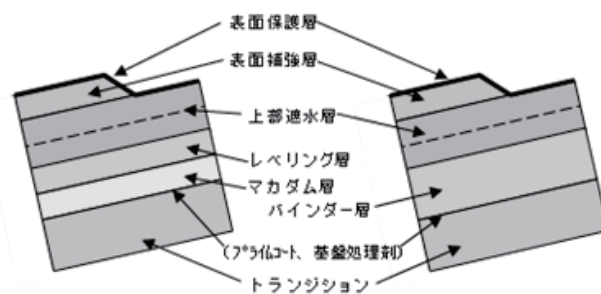 表面保護層
表面補強層
上部遮水層
レベリング層
マカダム層
バインダー層
(プライムコート、基盤処理剤)
トランジション